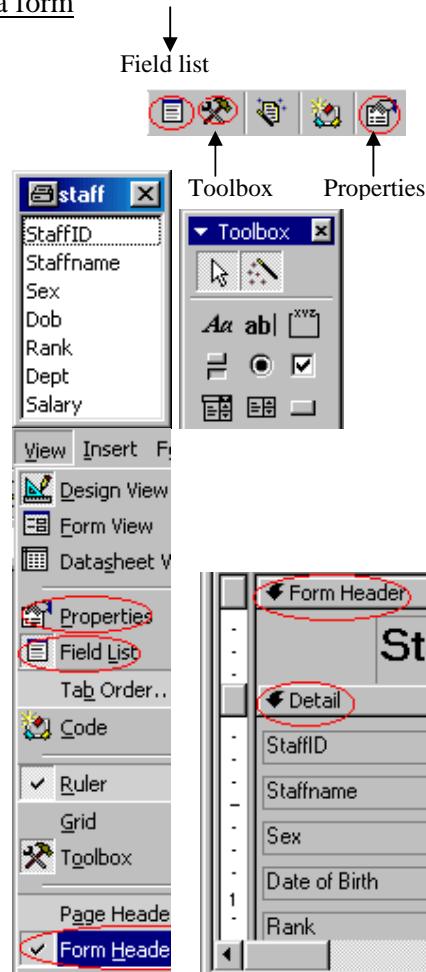 a form
Field list
Toolbox
Properties
staff
StaffID
Staffname
Sex
Dob
Rank
Dept
Salary
Toolbox
Aa ab| XYZ
View Insert F
Design View
Form View
Datasheet V
Properties
Field List
Tab Order..
Code
Ruler
Grid
Toolbox
Page Heade
Form Heade
Form Header
St
Detail
StaffID
Staffname
Sex
Date of Birth
1
Rank